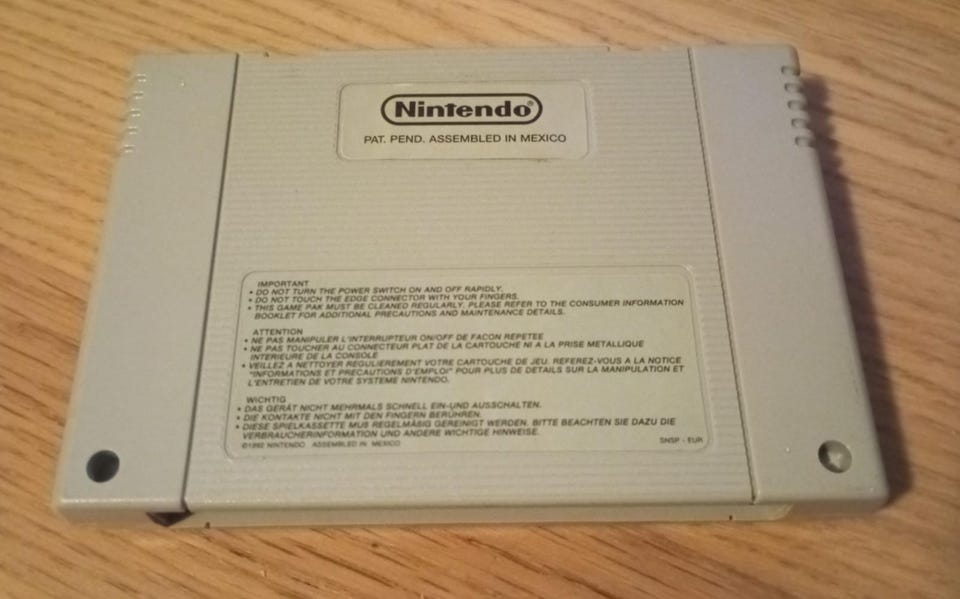 Nintendo®
PAT. PEND. ASSEMBLED IN MEXICO
IMPORTANT
• DO NOT TURN THE POWER SWITCH ON AND OFF RAPIDLY.
• DO NOT TOUCH THE EDGE CONNECTOR WITH YOUR FINGERS.
• THIS GAME PAK MUST BE CLEANED REGULARLY. PLEASE REFER TO THE CONSUMER INFORMATION
BOOKLET FOR ADDITIONAL PRECAUTIONS AND MAINTENANCE DETAILS.
ATTENTION
• NE PAS MANIPULER L'INTERRUPTEUR ON/OFF DE FACON REPETEE
• NE PAS TOUCHER AU CONNECTEUR PLAT DE LA CARTOUCHE NI A LA PRISE METALLIQUE
INTERIEURE DE LA CONSOLE
• VEILLEZ A NETTOYER REGULIEREMENT VOTRE CARTOUCHE DE JEU. REFEREZ-VOUS A LA NOTICE
"INFORMATIONS ET PRECAUTIONS D'EMPLOI" POUR PLUS DE DETAILS SUR LA MANIPULATION ET
L'ENTRETIEN DE VOTRE SYSTEME NINTENDO.
WICHTIG
• DAS GERÄT NICHT MEHRMALS SCHNELL EIN-UND AUSSCHALTEN.
• DIE KONTAKTE NICHT MIT DEN FINGERN BERÜHREN.
• DIESE SPIELKASSETTE MUß REGELMÄßIG GEREINIGT WERDEN. BITTE BEACHTEN SIE DAZU DIE
VERBRAUCHERINFORMATION UND ANDERE WICHTIGE HINWEISE.
©1992 NINTENDO ASSEMBLED IN MEXICO SNSP - EUR